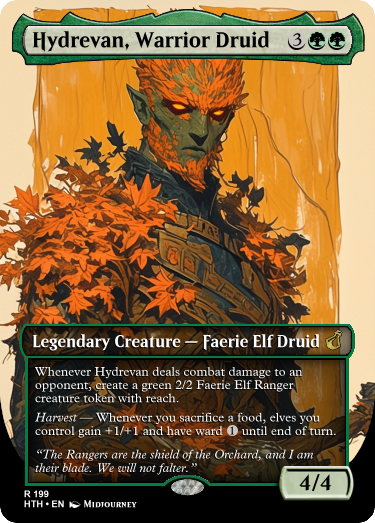 Hydrevan, Warrior Druid 3
Legendary Creature — Faerie Elf Druid
Whenever Hydrevan deals combat damage to an
opponent, create a green 2/2 Faerie Elf Ranger
creature token with reach.
Harvest — Whenever you sacrifice a food, elves you
control gain +1/+1 and have ward 1 until end of turn.
“The Rangers are the shield of the Orchard, and I am
their blade. We will not falter.”
4/4
R 199
HTH • EN Midjourney